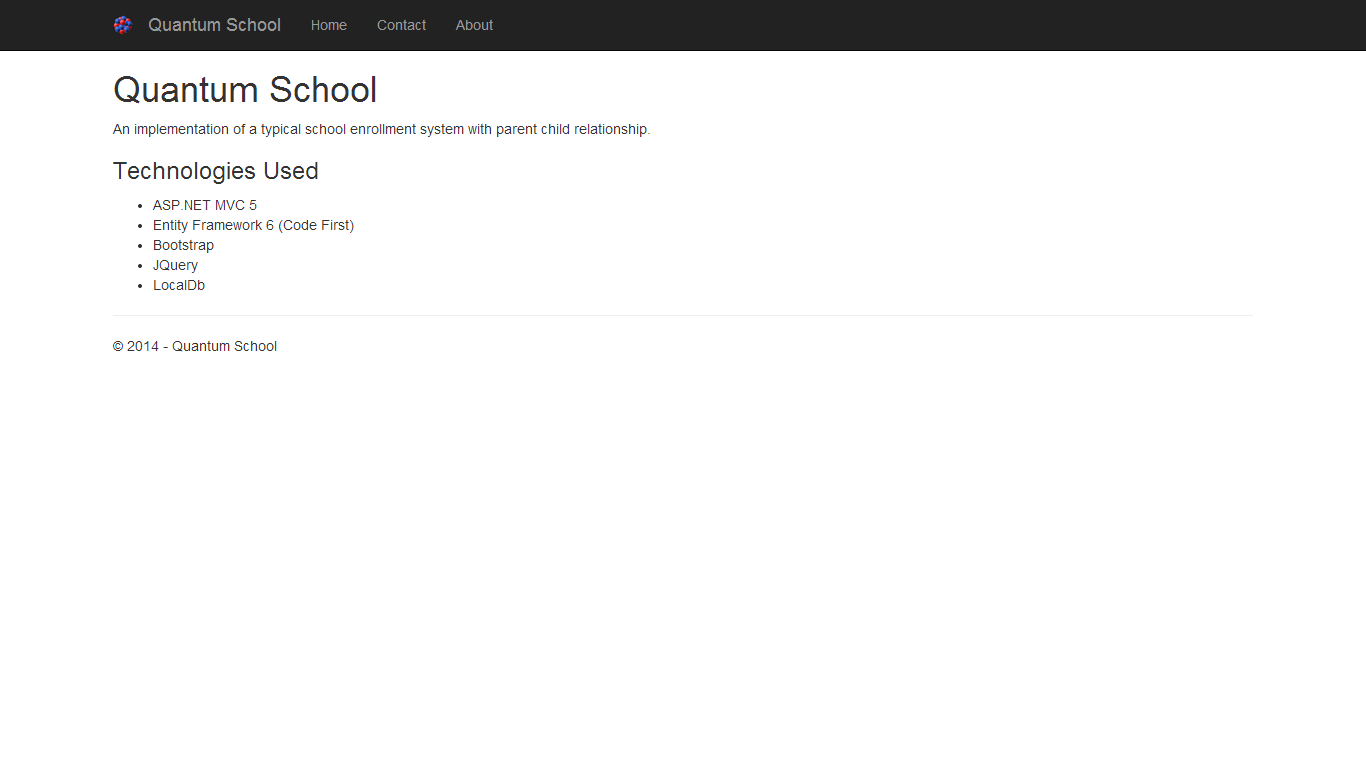 Quantum School Home Contact About
Quantum School
An implementation of a typical school enrollment system with parent child relationship.
Technologies Used
ASP.NET MVC 5
Entity Framework 6 (Code First)
Bootstrap
JQuery
LocalDb
© 2014 - Quantum School